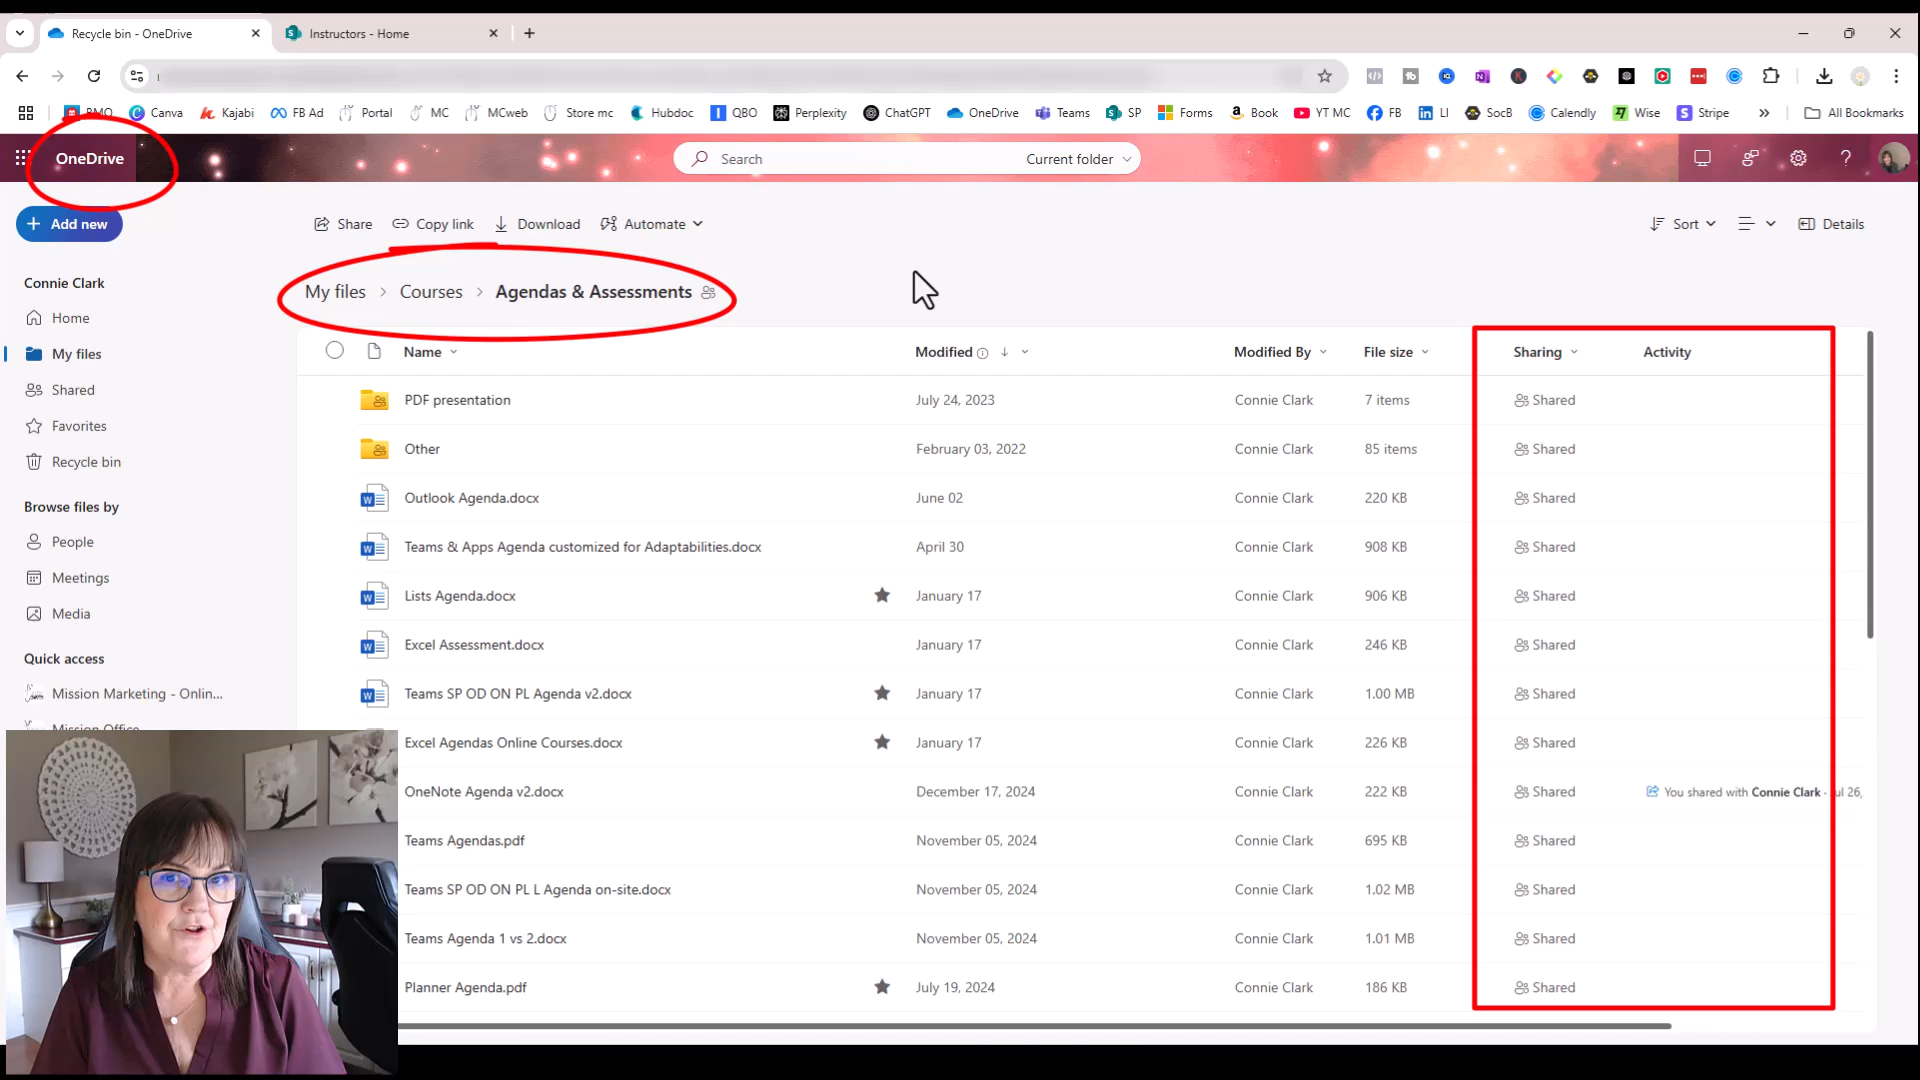 Recycle bin - OneDrive
Instructors - Home
BMO Canva Kajabi FB Ad Portal MC MCweb Store mc Hubdoc QBO Perplexity ChatGPT OneDrive Teams SP Forms Book YT MC FB LI SocB Calendly Wise Stripe » All Bookmarks
OneDrive Search Current folder ?
+ Add new Share Copy link Download Automate Sort Details
Connie Clark
Home
My files
Shared
Favorites
Recycle bin
Browse files by
People
Meetings
Media
Quick access
Mission Marketing - Onlin...
Mission Office
My files > Courses > Agendas & Assessments
Name Modified Modified By File size Sharing Activity
PDF presentation July 24, 2023 Connie Clark 7 items Shared
Other February 03, 2022 Connie Clark 85 items Shared
Outlook Agenda.docx June 02 Connie Clark 220 KB Shared
Teams & Apps Agenda customized for Adaptabilities.docx April 30 Connie Clark 908 KB Shared
Lists Agenda.docx January 17 Connie Clark 906 KB Shared
Excel Assessment.docx January 17 Connie Clark 246 KB Shared
Teams SP OD ON PL Agenda v2.docx January 17 Connie Clark 1.00 MB Shared
Excel Agendas Online Courses.docx January 17 Connie Clark 226 KB Shared
OneNote Agenda v2.docx December 17, 2024 Connie Clark 222 KB Shared You shared with Connie Clark · Jul 26,
Teams Agendas.pdf November 05, 2024 Connie Clark 695 KB Shared
Teams SP OD ON PL L Agenda on-site.docx November 05, 2024 Connie Clark 1.02 MB Shared
Teams Agenda 1 vs 2.docx November 05, 2024 Connie Clark 1.01 MB Shared
Planner Agenda.pdf July 19, 2024 Connie Clark 186 KB Shared